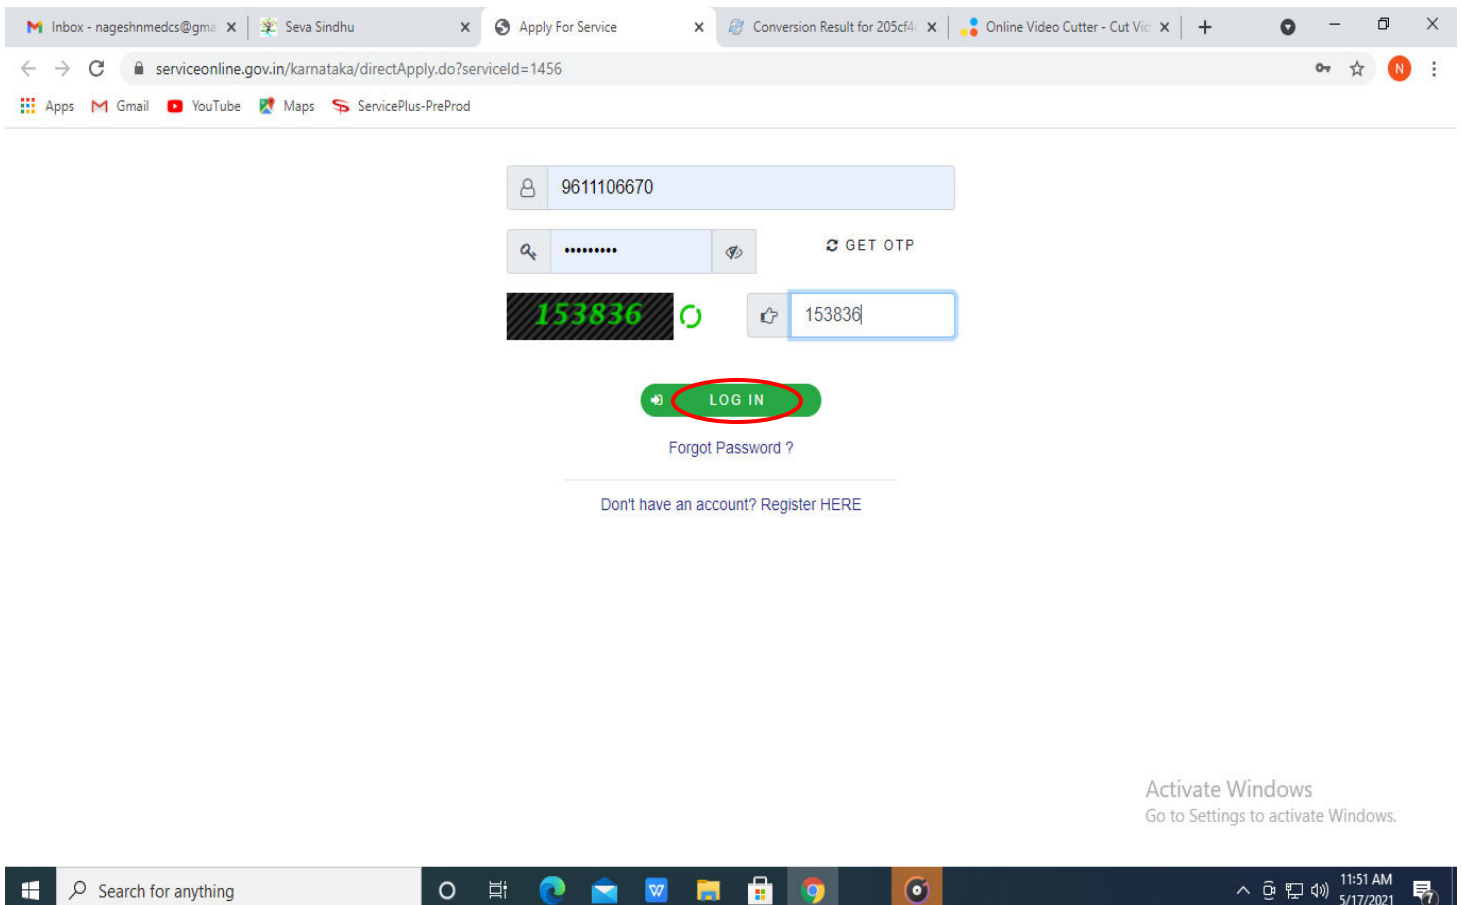 Inbox - nageshnmedcs@gma
Seva Sindhu
Apply For Service
Conversion Result for 205cf4
Online Video Cutter - Cut Vid
serviceonline.gov.in/karnataka/directApply.do?serviceId=1456
N
Apps Gmail YouTube Maps ServicePlus-PreProd
9611106670
GET OTP
153836
153836
LOG IN
Forgot Password ?
Don't have an account? Register HERE
Activate Windows
Go to Settings to activate Windows.
Search for anything
W
11:51 AM
5/17/2021
7